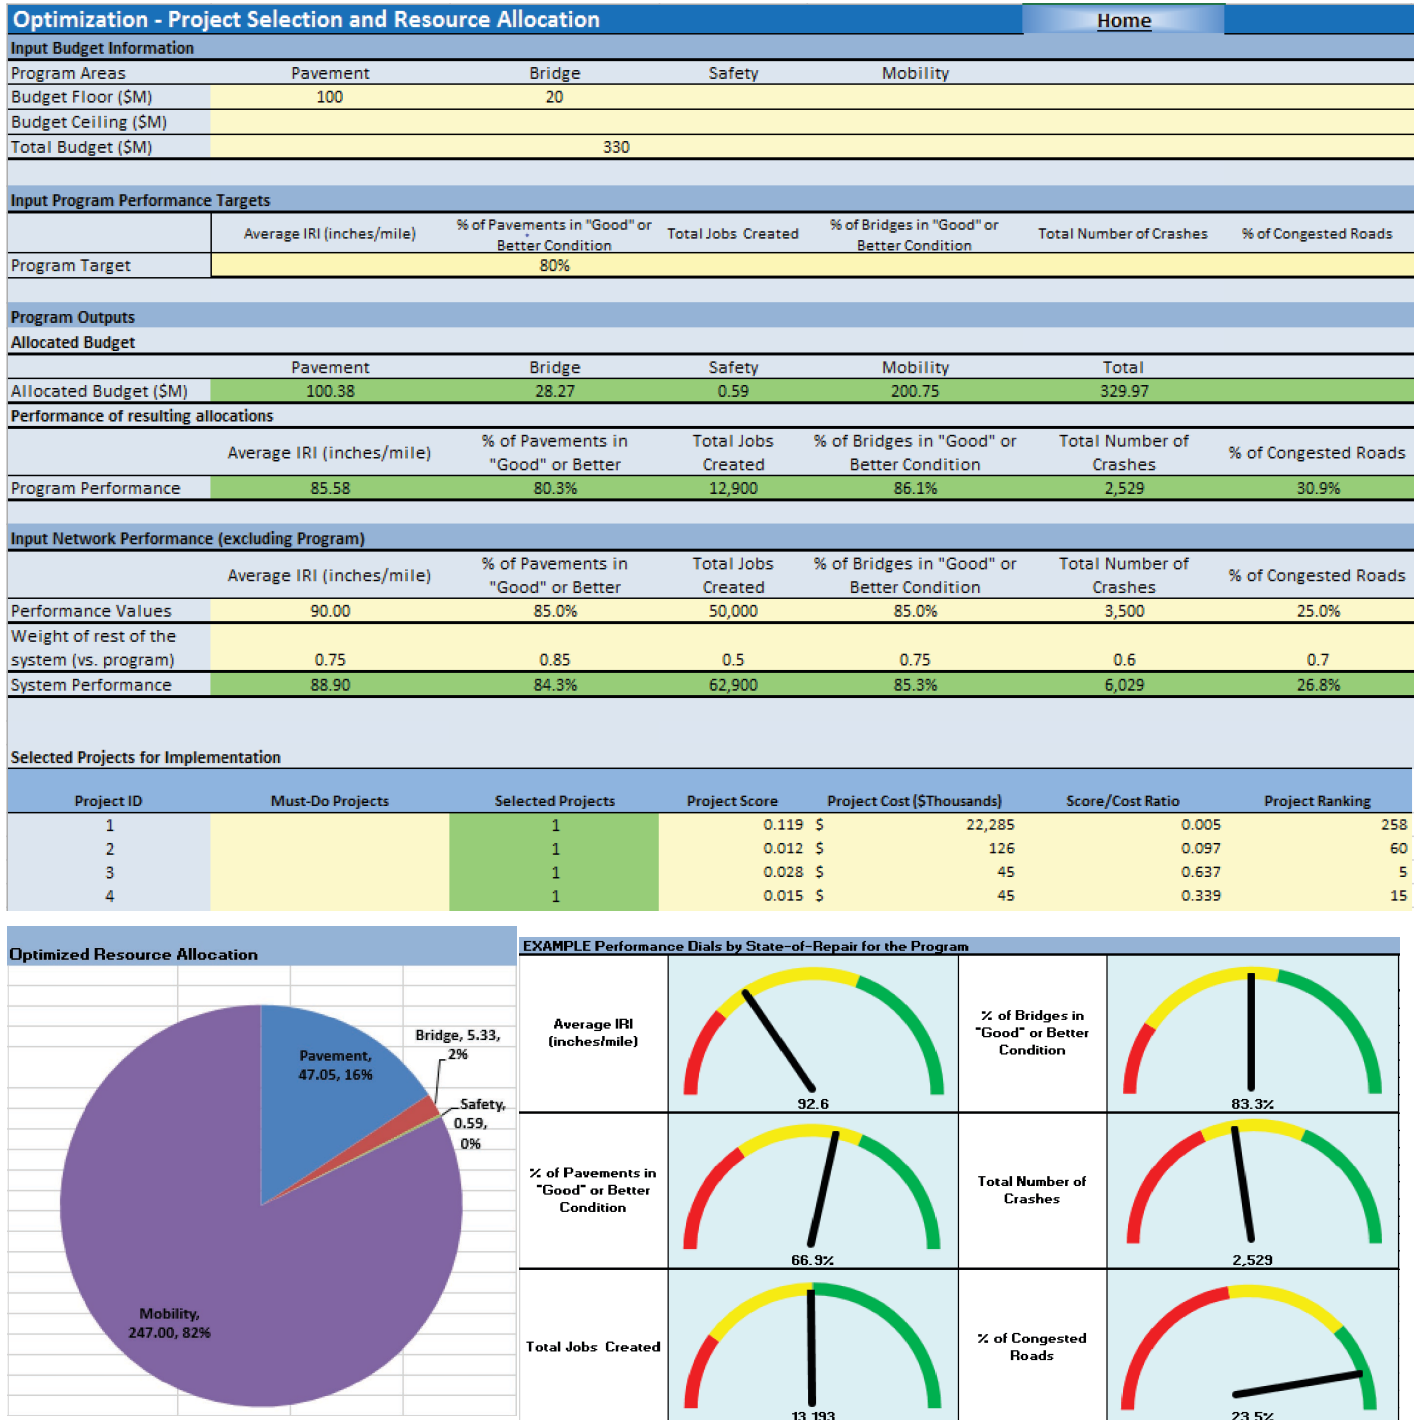 Optimization - Project Selection and Resource Allocation Home
Input Budget Information
Program Areas Pavement Bridge Safety Mobility
Budget Floor ($M) 100 20
Budget Ceiling ($M)
Total Budget ($M) 330
Input Program Performance Targets
Average IRI (inches/mile) % of Pavements in "Good" or Better Condition Total Jobs Created % of Bridges in "Good" or Better Condition Total Number of Crashes % of Congested Roads
Program Target 80%
Program Outputs
Allocated Budget
Pavement Bridge Safety Mobility Total
Allocated Budget ($M) 100.38 28.27 0.59 200.75 329.97
Performance of resulting allocations
Average IRI (inches/mile) % of Pavements in "Good" or Better Total Jobs Created % of Bridges in "Good" or Better Condition Total Number of Crashes % of Congested Roads
Program Performance 85.58 80.3% 12,900 86.1% 2,529 30.9%
Input Network Performance (excluding Program)
Average IRI (inches/mile) % of Pavements in "Good" or Better Total Jobs Created % of Bridges in "Good" or Better Condition Total Number of Crashes % of Congested Roads
Performance Values 90.00 85.0% 50,000 85.0% 3,500 25.0%
Weight of rest of the
system (vs. program) 0.75 0.85 0.5 0.75 0.6 0.7
System Performance 88.90 84.3% 62,900 85.3% 6,029 26.8%
Selected Projects for Implementation
Project ID Must-Do Projects Selected Projects Project Score Project Cost ($Thousands) Score/Cost Ratio Project Ranking
1 1 0.119 $ 22,285 0.005 258
2 1 0.012 $ 126 0.097 60
3 1 0.028 $ 45 0.637 5
4 1 0.015 $ 45 0.339 15
Optimized Resource Allocation
Pavement,
47.05, 16%
Bridge, 5.33,
2%
Safety,
0.59,
0%
Mobility,
247.00, 82%
EXAMPLE Performance Dials by State-of-Repair for the Program
Average IRI
(inches/mile)
92.6
% of Bridges in
"Good" or Better
Condition
83.3%
% of Pavements in
"Good" or Better
Condition
66.9%
Total Number of
Crashes
2,529
Total Jobs Created
13,193
% of Congested
Roads
23.5%